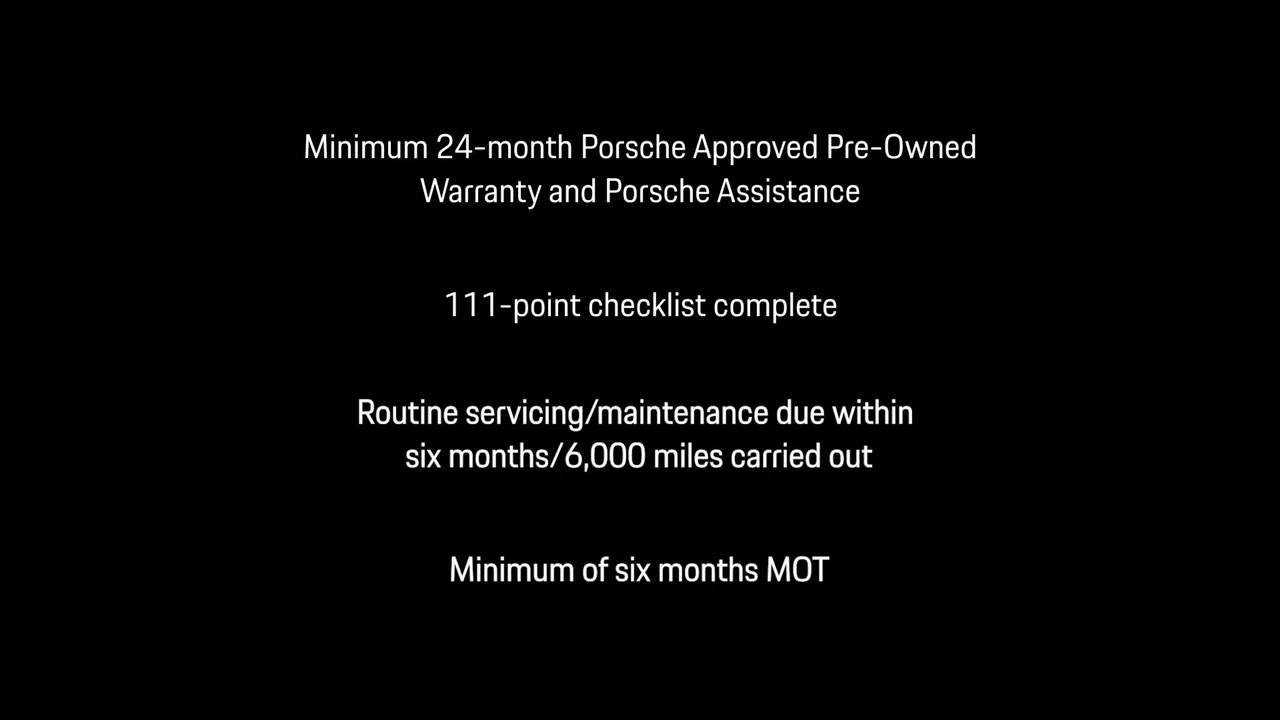 Minimum 24-month Porsche Approved Pre-Owned
Warranty and Porsche Assistance
111-point checklist complete
Routine servicing/maintenance due within
six months/6,000 miles carried out
Minimum of six months MOT